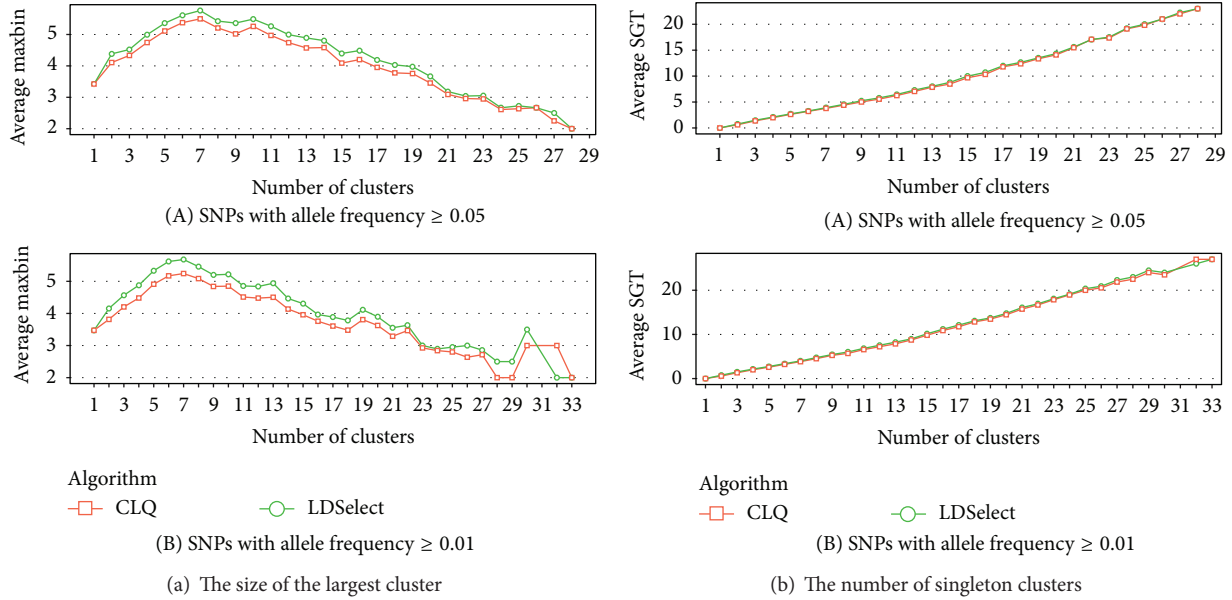 Average maxbin
5
4
3
2
1 3 5 7 9 11 13 15 17 19 21 23 25 27 29
Number of clusters
(A) SNPs with allele frequency ≥ 0.05
Average maxbin
5
4
3
2
1 3 5 7 9 11 13 15 17 19 21 23 25 27 29 31 33
Number of clusters
Algorithm
CLQ LDSelect
(B) SNPs with allele frequency ≥ 0.01
(a) The size of the largest cluster
Average SGT
20
15
10
5
0
1 3 5 7 9 11 13 15 17 19 21 23 25 27 29
Number of clusters
(A) SNPs with allele frequency ≥ 0.05
Average SGT
20
10
0
1 3 5 7 9 11 13 15 17 19 21 23 25 27 29 31 33
Number of clusters
Algorithm
CLQ LDSelect
(B) SNPs with allele frequency ≥ 0.01
(b) The number of singleton clusters